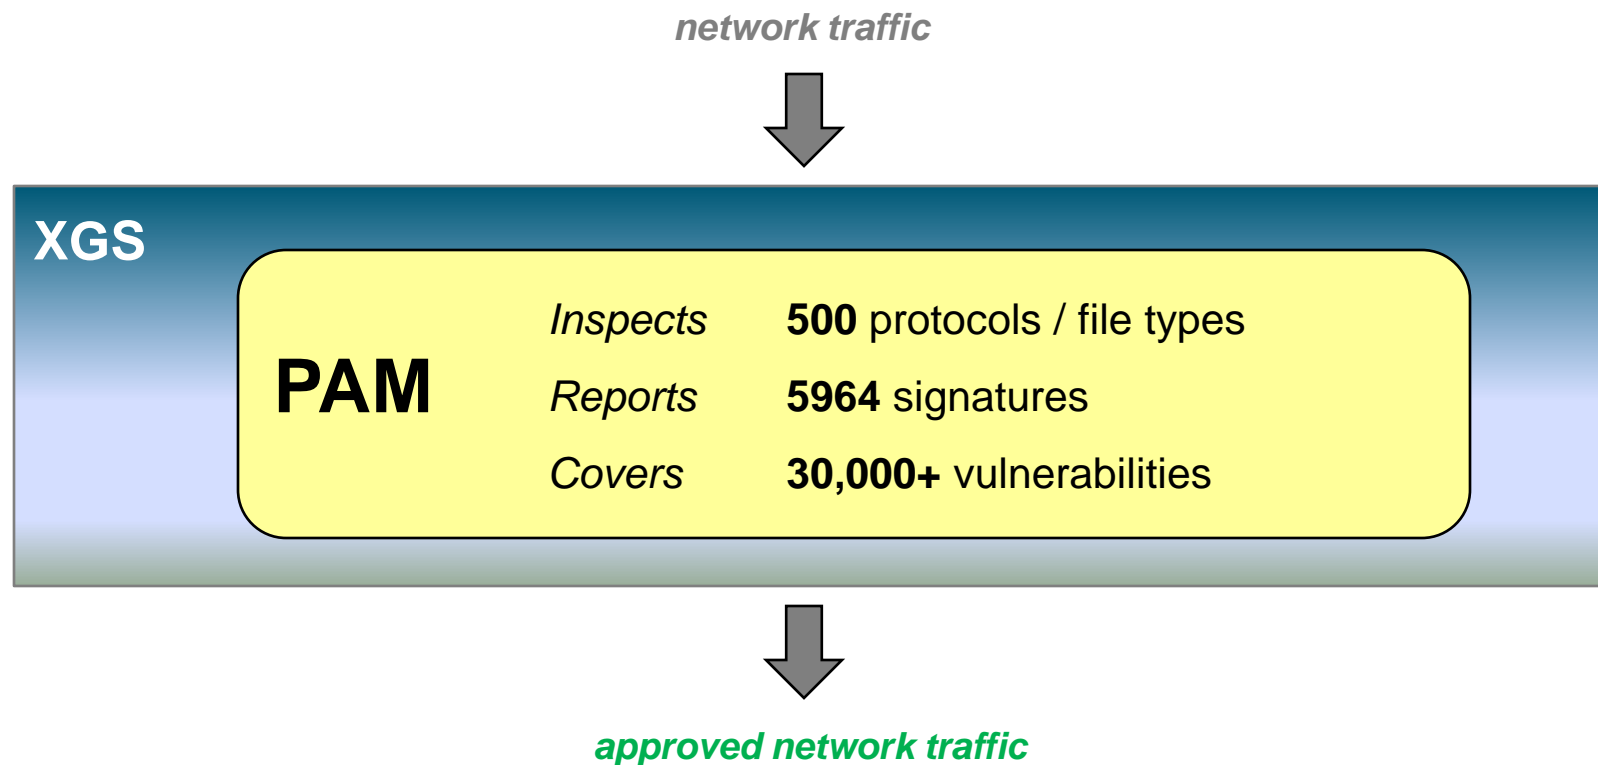 network traffic
XGS
PAM
Inspects 500 protocols / file types
Reports 5964 signatures
Covers 30,000+ vulnerabilities
approved network traffic